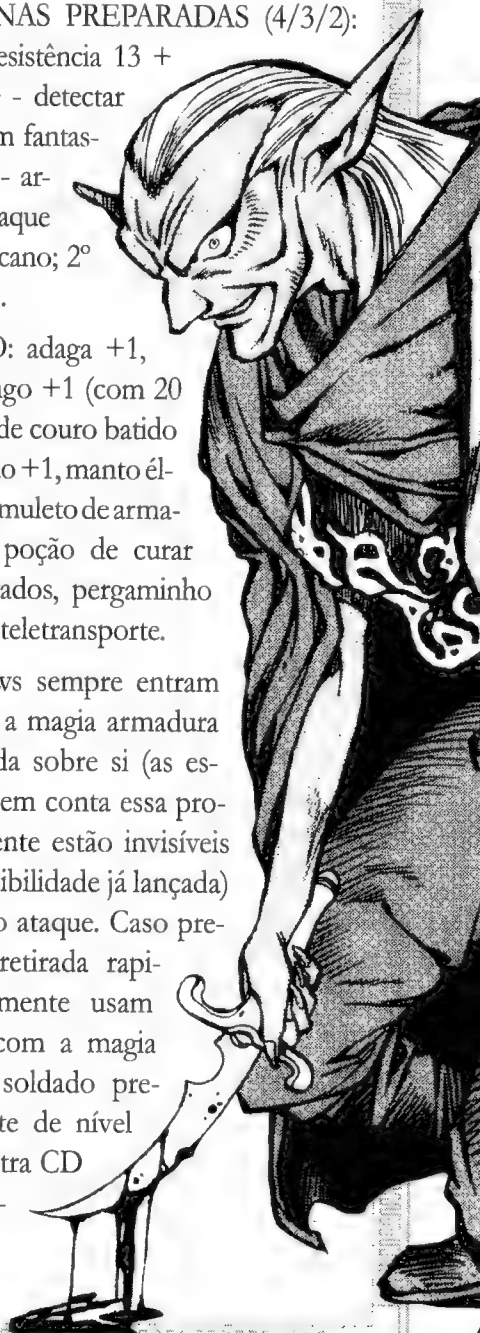 NAS PREPARADAS (4/3/2):
esistência 13 +
- detectar
m fantas-
- ar-
aque
cano; 2º
.
O: adaga +1,
ago +1 (com 20
de couro batido
o +1, manto él-
muleto de arma-
poção de curar
ados, pergaminho
teletransporte.
ws sempre entram
a magia armadura
da sobre si (as es-
em conta essa pro-
ente estão invisíveis
ibilidade já lançada)
o ataque. Caso pre-
retirada rapi-
mente usam
com a magia
soldado pre-
te de nível
tra CD
-